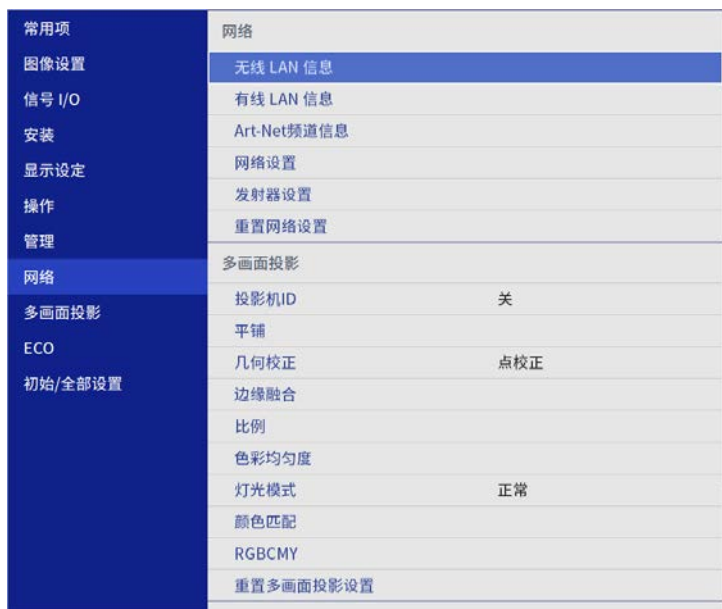 常用项
图像设置
信号 I/O
安装
显示设定
操作
管理
网络
多画面投影
ECO
初始/全部设置
网络
无线 LAN 信息
有线 LAN 信息
Art-Net频道信息
网络设置
发射器设置
重置网络设置
多画面投影
投影机ID 关
平铺
几何校正 点校正
边缘融合
比例
色彩均匀度
灯光模式 正常
颜色匹配
RGBCMY
重置多画面投影设置